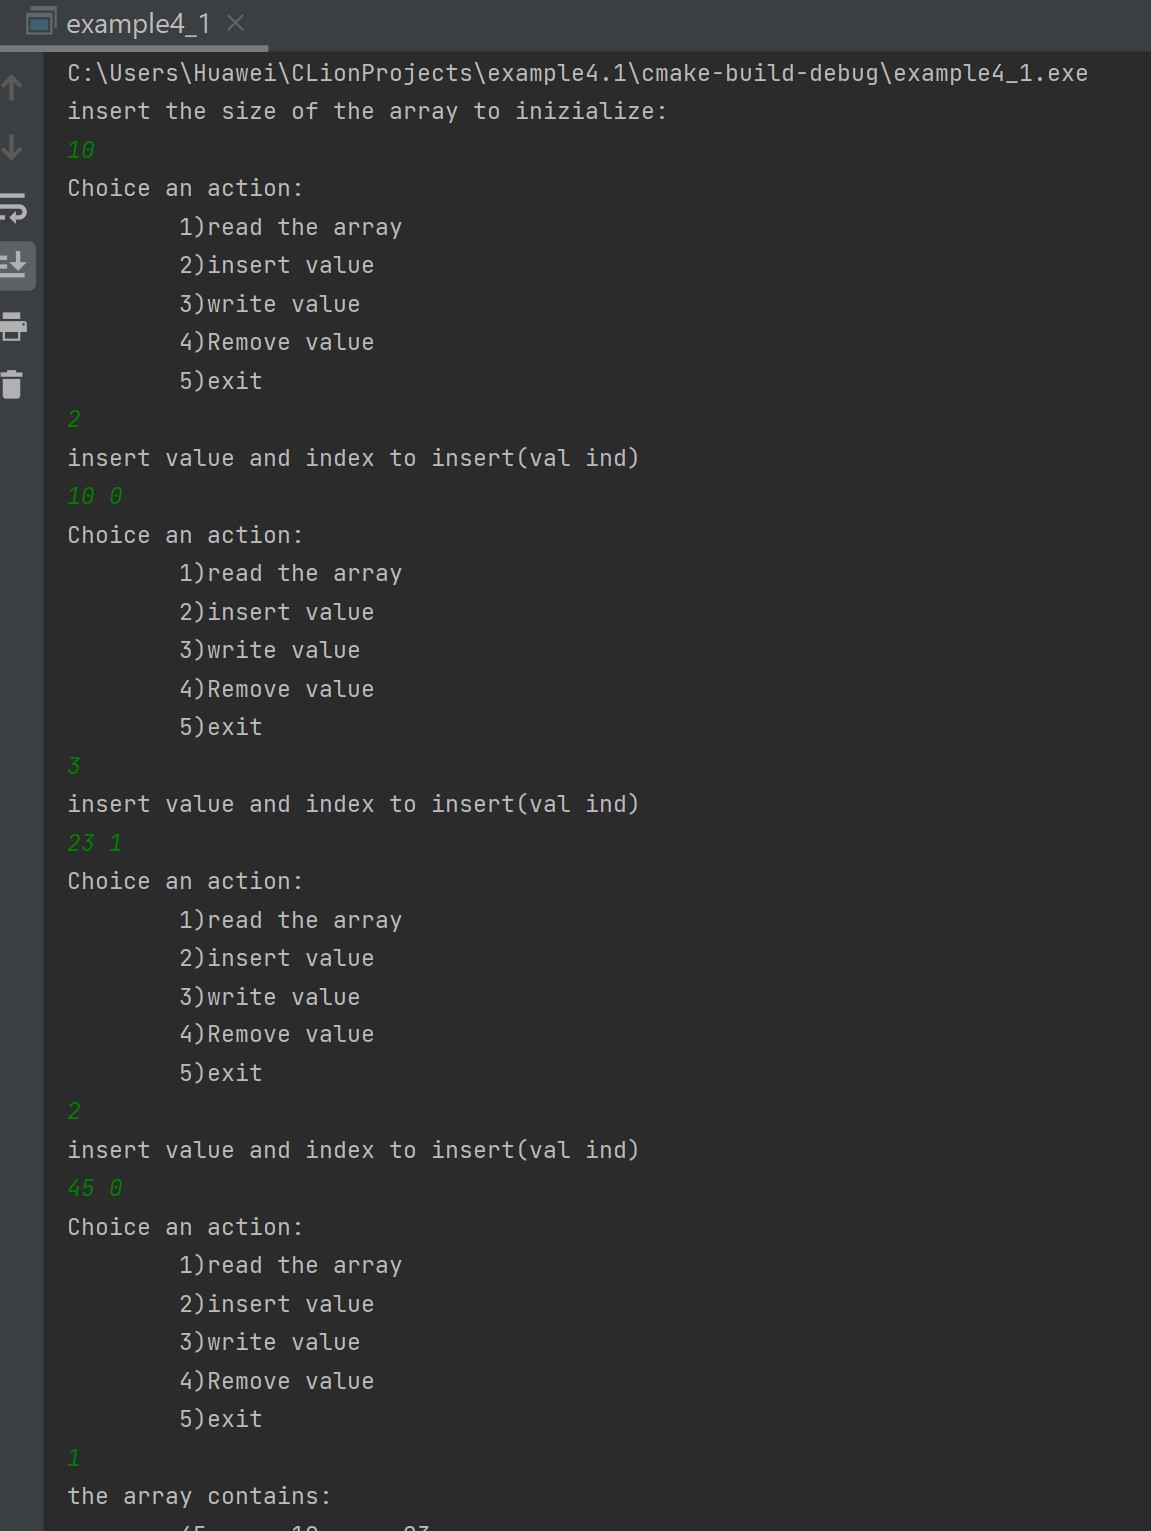 example4_1
C:\Users\Huawei\CLionProjects\example4.1\cmake-build-debug\example4_1.exe
insert the size of the array to inizialize:
10
Choice an action:
1)read the array
2)insert value
3)write value
4)Remove value
5)exit
2
insert value and index to insert(val ind)
10 0
Choice an action:
1)read the array
2)insert value
3)write value
4)Remove value
5)exit
3
insert value and index to insert(val ind)
23 1
Choice an action:
1)read the array
2)insert value
3)write value
4)Remove value
5)exit
2
insert value and index to insert(val ind)
45 0
Choice an action:
1)read the array
2)insert value
3)write value
4)Remove value
5)exit
1
the array contains: